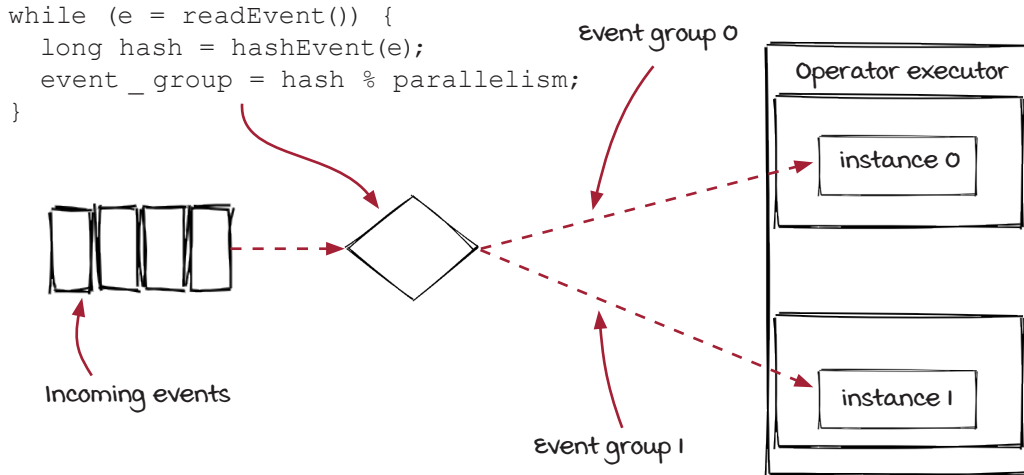 while (e = readEvent()) {
  long hash = hashEvent(e);
  event _ group = hash % parallelism;
}
Event group 0
Operator executor
instance 0
Incoming events
instance 1
Event group 1